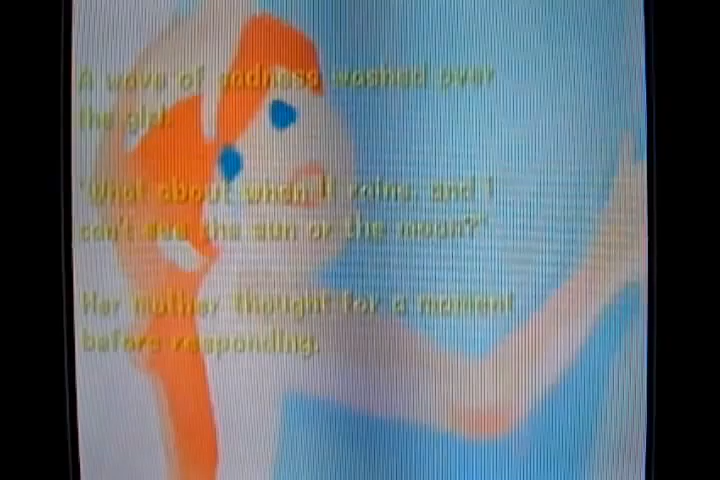 A wave of sadness washed over
the girl.
"What about when it rains, and I
can't see the sun or the moon?"
Her mother thought for a moment
before responding.